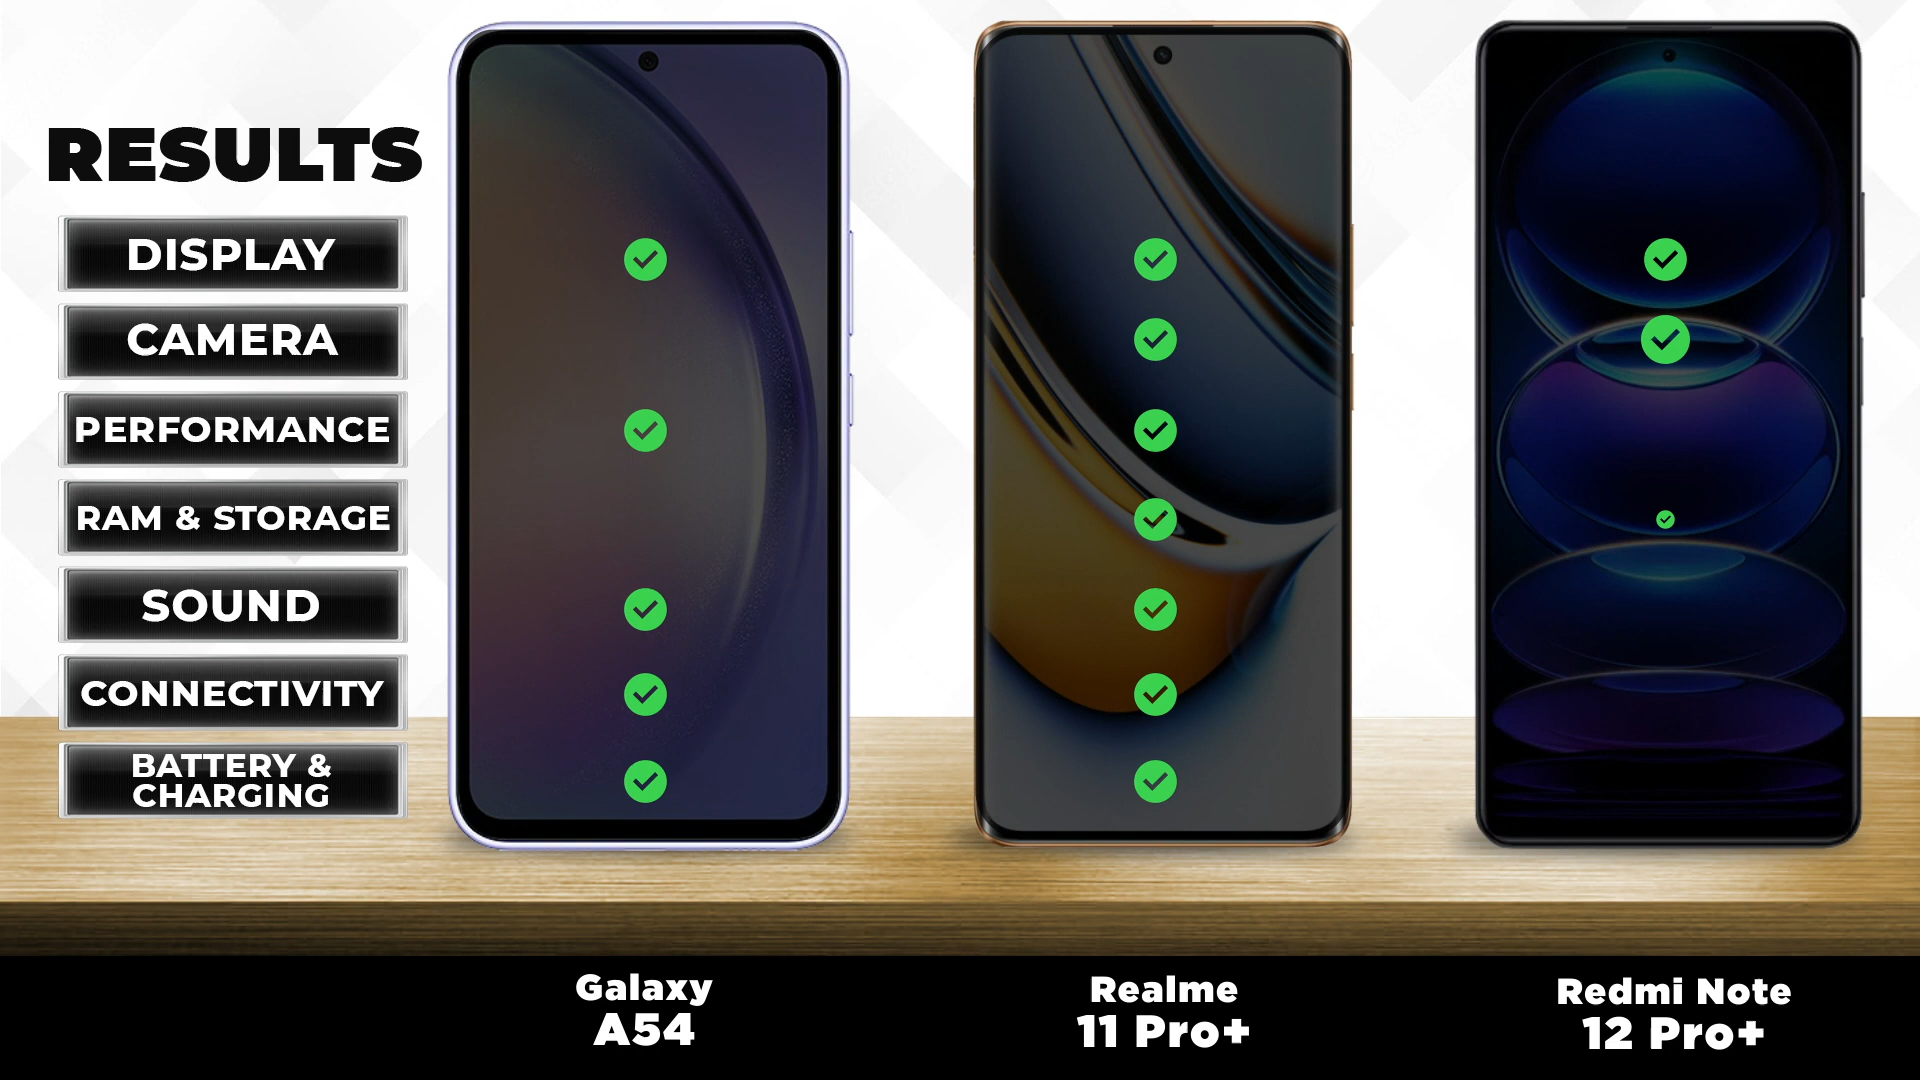 RESULTS
DISPLAY
CAMERA
PERFORMANCE
RAM & STORAGE
SOUND
CONNECTIVITY
BATTERY &
CHARGING
Galaxy
A54
Realme
11 Pro+
Redmi Note
12 Pro+